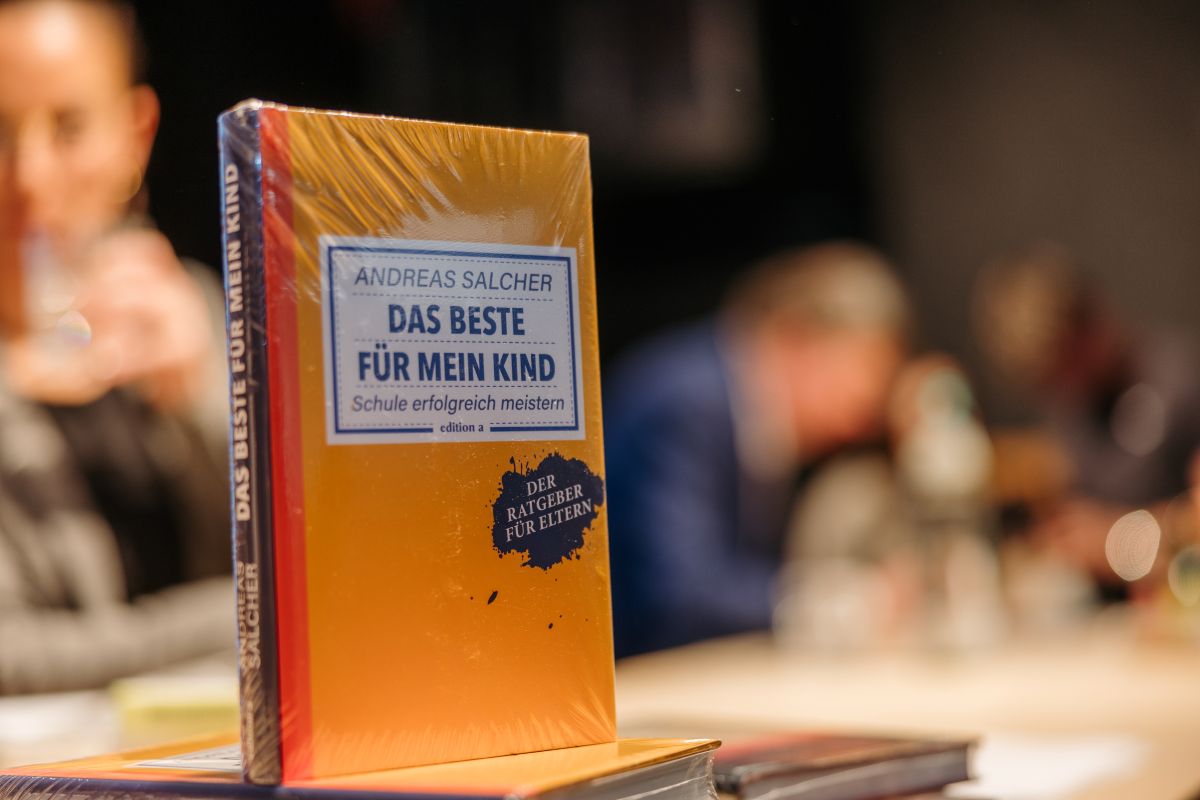 DAS BESTE FÜR MEIN KIND
ANDREAS
SALCHER
ANDREAS SALCHER
DAS BESTE
FÜR MEIN KIND
Schule erfolgreich meistern
edition a
DER
RATGEBER
FÜR ELTERN